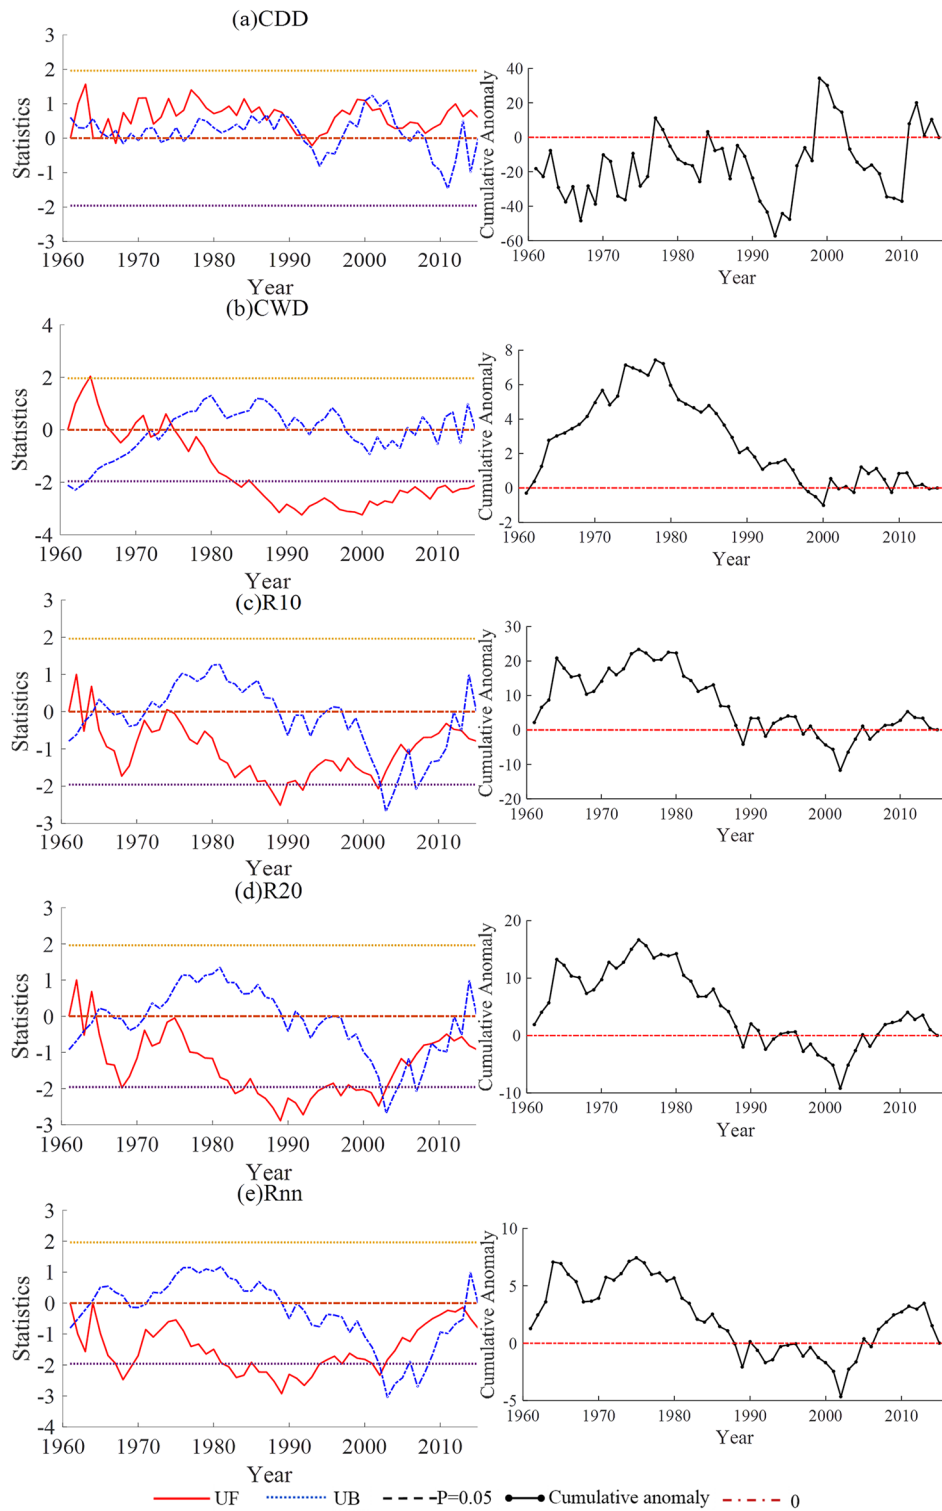 (a)CDD
3
2
1
0
-1
-2
-3
Statistics
1960 1970 1980 1990 2000 2010
Year
40
20
0
-20
-40
-60
Cumulative Anomaly
1960 1970 1980 1990 2000 2010
Year
(b)CWD
4
2
0
-2
-4
Statistics
1960 1970 1980 1990 2000 2010
Year
8
6
4
2
0
-2
Cumulative Anomaly
1960 1970 1980 1990 2000 2010
Year
(c)R10
3
2
1
0
-1
-2
-3
Statistics
1960 1970 1980 1990 2000 2010
Year
30
20
10
0
-10
-20
Cumulative Anomaly
1960 1970 1980 1990 2000 2010
Year
(d)R20
3
2
1
0
-1
-2
-3
Statistics
1960 1970 1980 1990 2000 2010
Year
20
10
0
-10
Cumulative Anomaly
1960 1970 1980 1990 2000 2010
Year
(e)Rnn
3
2
1
0
-1
-2
-3
-4
Statistics
1960 1970 1980 1990 2000 2010
Year
10
5
0
-5
Cumulative Anomaly
1960 1970 1980 1990 2000 2010
Year
UF UB P=0.05 Cumulative anomaly 0